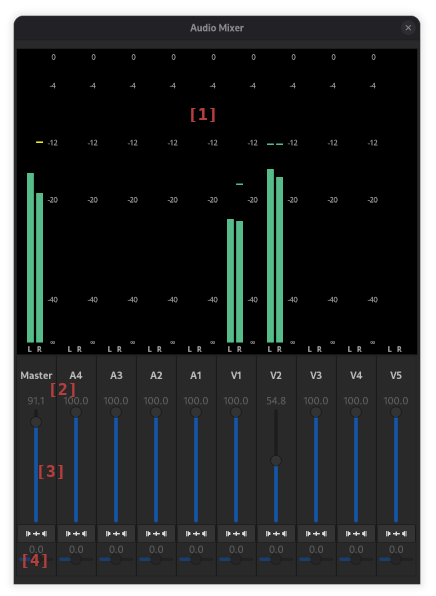 Audio Mixer
0 0 0 0 0 0 0 0 0
-4 -4 -4 -4 -4 -4 -4 -4 -4
[1]
-12 -12 -12 -12 -12 -12 -12 -12 -12
-20 -20 -20 -20 -20 -20 -20 -20 -20
-40 -40 -40 -40 -40 -40 -40 -40 -40
∞ ∞ ∞ ∞ ∞ ∞ ∞ ∞ ∞
L R L R L R L R L R L R L R L R L R L R
Master A4 A3 A2 A1 V1 V2 V3 V4 V5
[2]
91.1 100.0 100.0 100.0 100.0 100.0 54.8 100.0 100.0 100.0
[3]
0.0 0.0 0.0 0.0 0.0 0.0 0.0 0.0 0.0 0.0
[4]